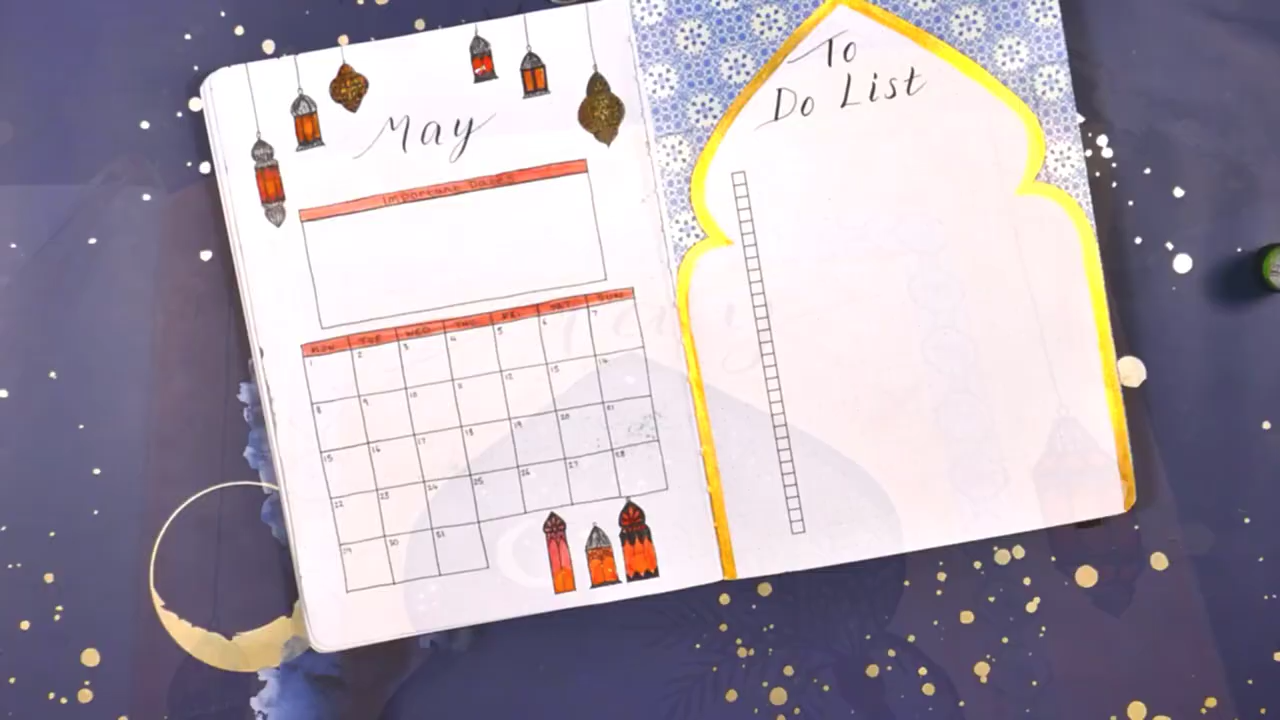 May
Important Dates
MON TUE WED THU FRI SAT SUN
1 2 3 4 5 6 7
8 9 10 11 12 13 14
15 16 17 18 19 20 21
22 23 24 25 26 27 28
29 30 31
To
Do List